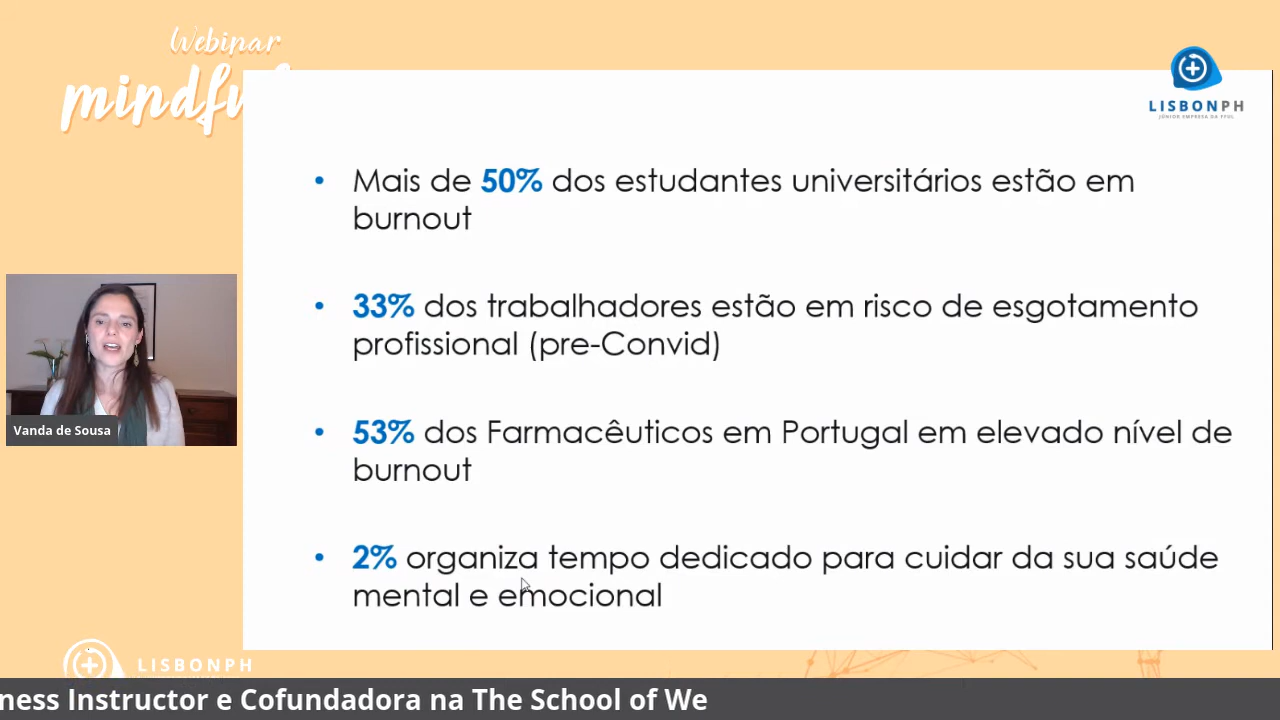 Webinar
mindfu
LISBONPH
JÚNIOR EMPRESA DA FFUL
• Mais de 50% dos estudantes universitários estão em
burnout
• 33% dos trabalhadores estão em risco de esgotamento
profissional (pre-Convid)
• 53% dos Farmacêuticos em Portugal em elevado nível de
burnout
• 2% organiza tempo dedicado para cuidar da sua saúde
mental e emocional
Vanda de Sousa
LISBONPH
ness Instructor e Cofundadora na The School of We